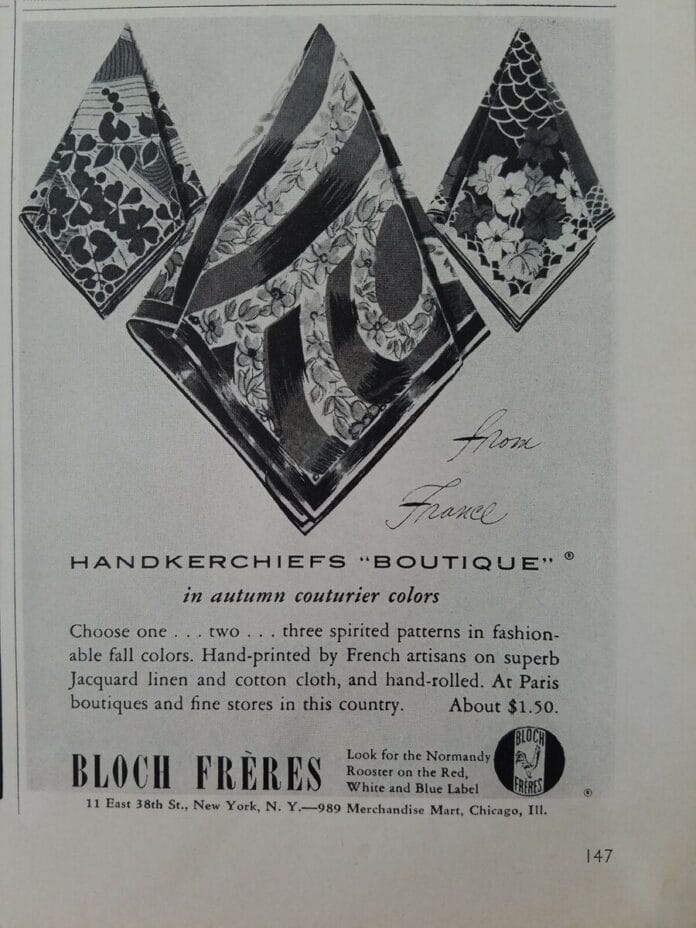 from
France
HANDKERCHIEFS “BOUTIQUE” ®
in autumn couturier colors
Choose one . . . two . . . three spirited patterns in fashion-
able fall colors. Hand-printed by French artisans on superb
Jacquard linen and cotton cloth, and hand-rolled. At Paris
boutiques and fine stores in this country. About $1.50.
BLOCH FRÈRES
Look for the Normandy
Rooster on the Red,
White and Blue Label
BLOCH
FRERES
®
11 East 38th St., New York, N. Y.—989 Merchandise Mart, Chicago, Ill.
147